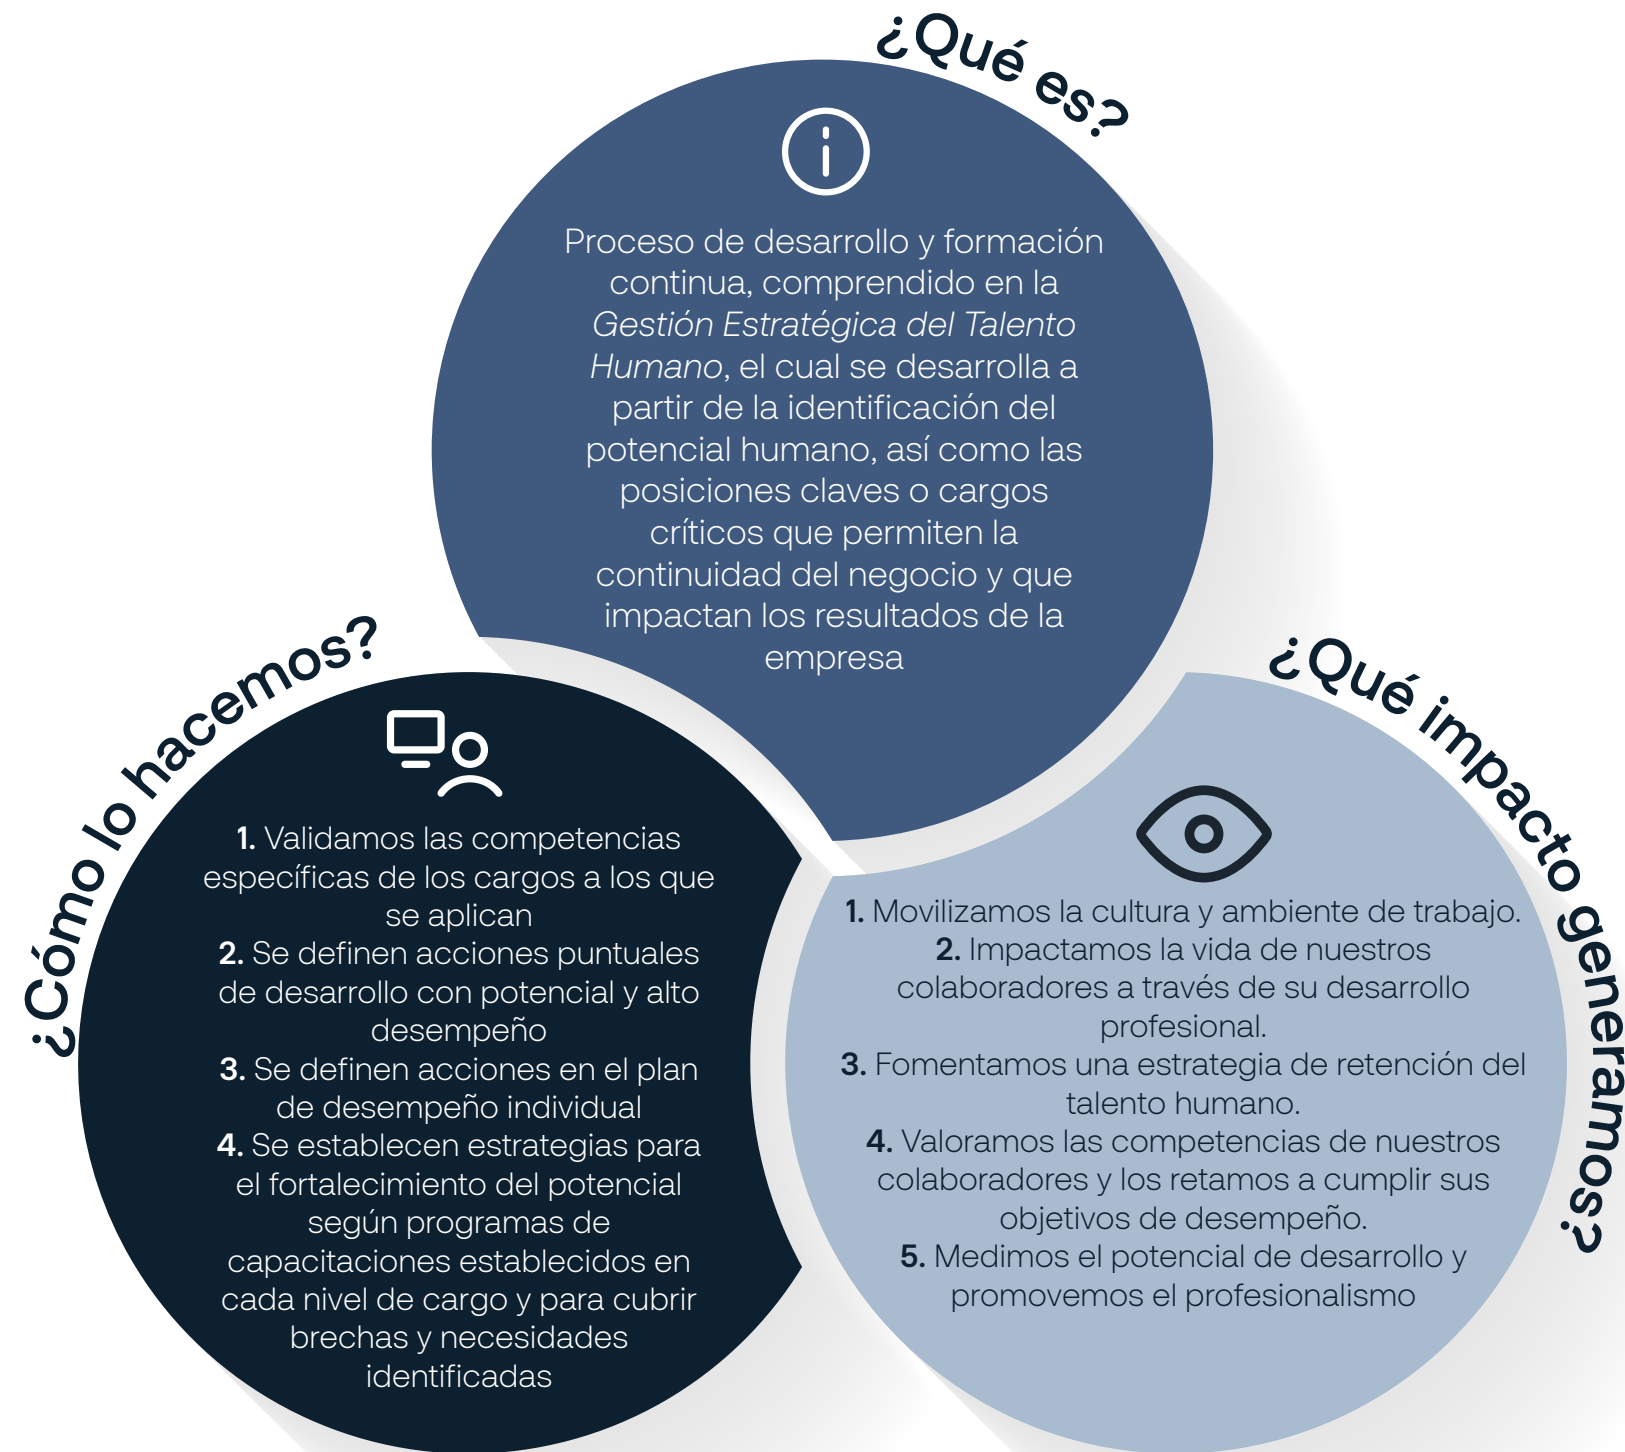 ¿Qué es?
Proceso de desarrollo y formación
continua, comprendido en la
Gestión Estratégica del Talento
Humano, el cual se desarrolla a
partir de la identificación del
potencial humano, así como las
posiciones claves o cargos
críticos que permiten la
continuidad del negocio y que
impactan los resultados de la
empresa
¿Cómo lo hacemos?
1. Validamos las competencias
específicas de los cargos a los que
se aplican
2. Se definen acciones puntuales
de desarrollo con potencial y alto
desempeño
3. Se definen acciones en el plan
de desempeño individual
4. Se establecen estrategias para
el fortalecimiento del potencial
según programas de
capacitaciones establecidos en
cada nivel de cargo y para cubrir
brechas y necesidades
identificadas
¿Qué impacto generamos?
1. Movilizamos la cultura y ambiente de trabajo.
2. Impactamos la vida de nuestros
colaboradores a través de su desarrollo
profesional.
3. Fomentamos una estrategia de retención del
talento humano.
4. Valoramos las competencias de nuestros
colaboradores y los retamos a cumplir sus
objetivos de desempeño.
5. Medimos el potencial de desarrollo y
promovemos el profesionalismo